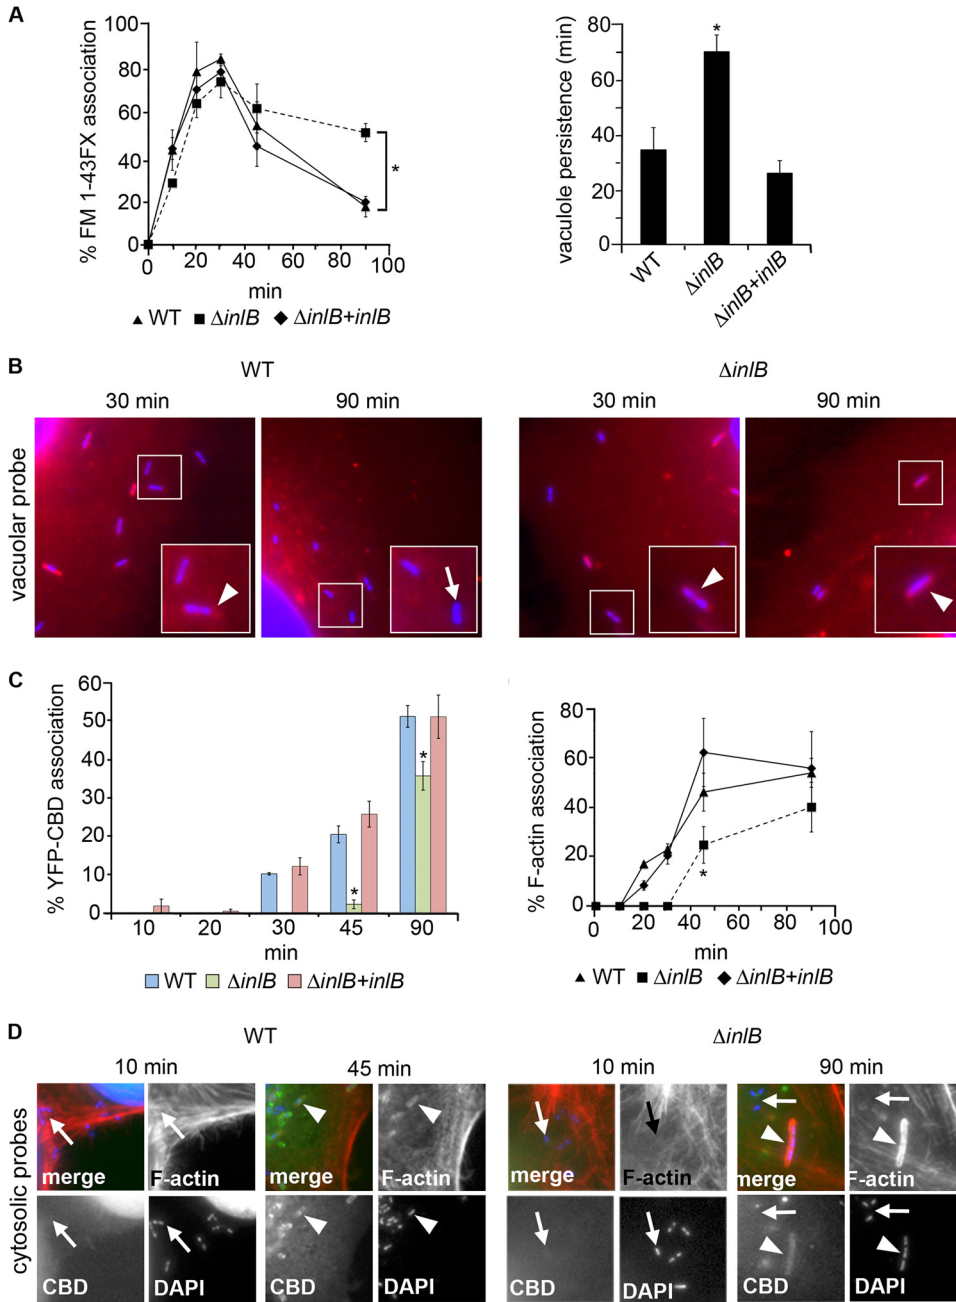 A
% FM 1-43FX association
100
80
60
40
20
0
0 20 40 60 80 100
min
▲ WT ■ ΔinlB ◆ ΔinlB+inlB
*
vaculole persistence (min)
80
60
40
20
0
*
WT
ΔinlB
ΔinlB+inlB
B
WT
ΔinlB
30 min 90 min 30 min 90 min
vacuolar probe
C
% YFP-CBD association
60
50
40
30
20
10
0
*
*
10 20 30 45 90
min
WT ΔinlB ΔinlB+inlB
% F-actin association
80
60
40
20
0
*
0 20 40 60 80 100
min
▲ WT ■ ΔinlB ◆ ΔinlB+inlB
D
WT
ΔinlB
10 min 45 min 10 min 90 min
cytosolic probes
merge F-actin merge F-actin merge F-actin merge F-actin
CBD DAPI CBD DAPI CBD DAPI CBD DAPI